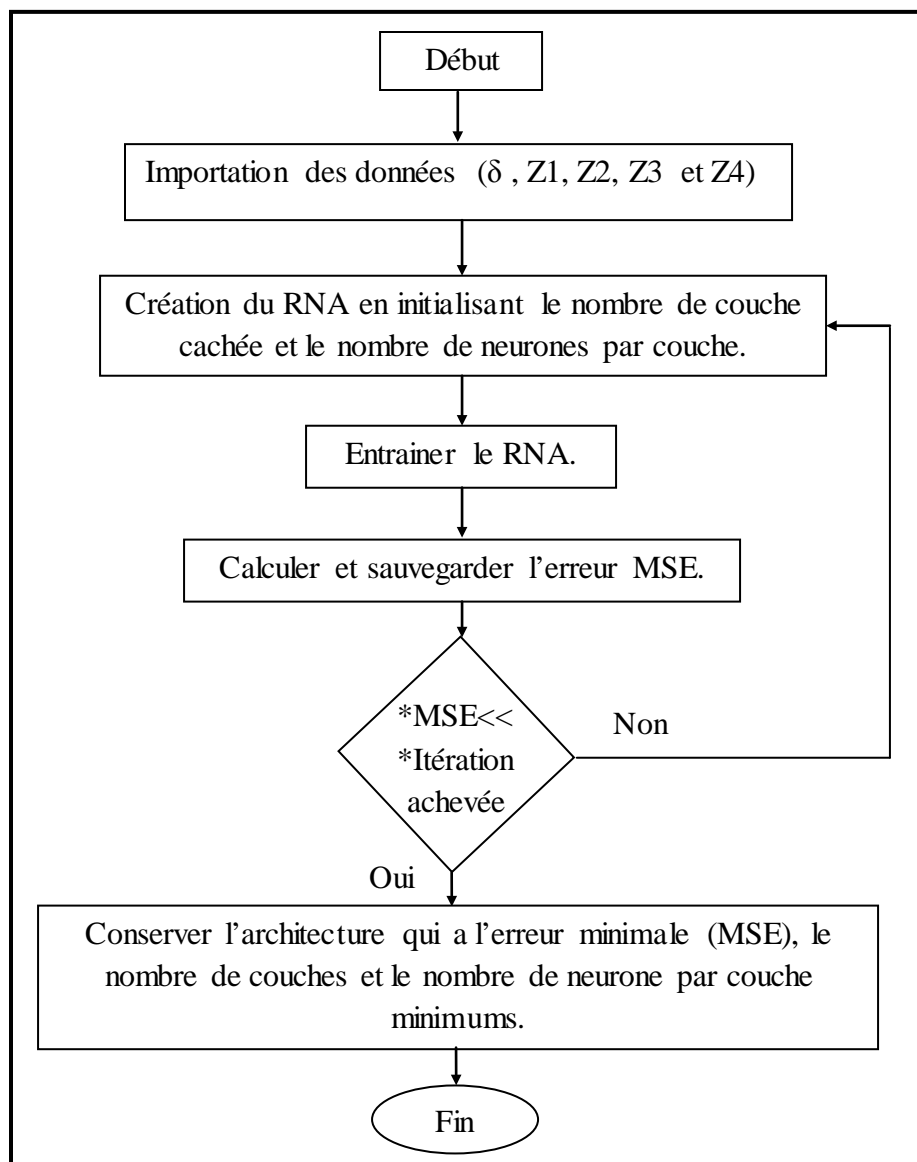 Début
Importation des données (δ , Z1, Z2, Z3 et Z4)
Création du RNA en initialisant le nombre de couche
cachée et le nombre de neurones par couche.
Entrainer le RNA.
Calculer et sauvegarder l'erreur MSE.
*MSE<<
*Itération
achevée
Non
Oui
Conserver l'architecture qui a l'erreur minimale (MSE), le
nombre de couches et le nombre de neurone par couche
minimums.
Fin